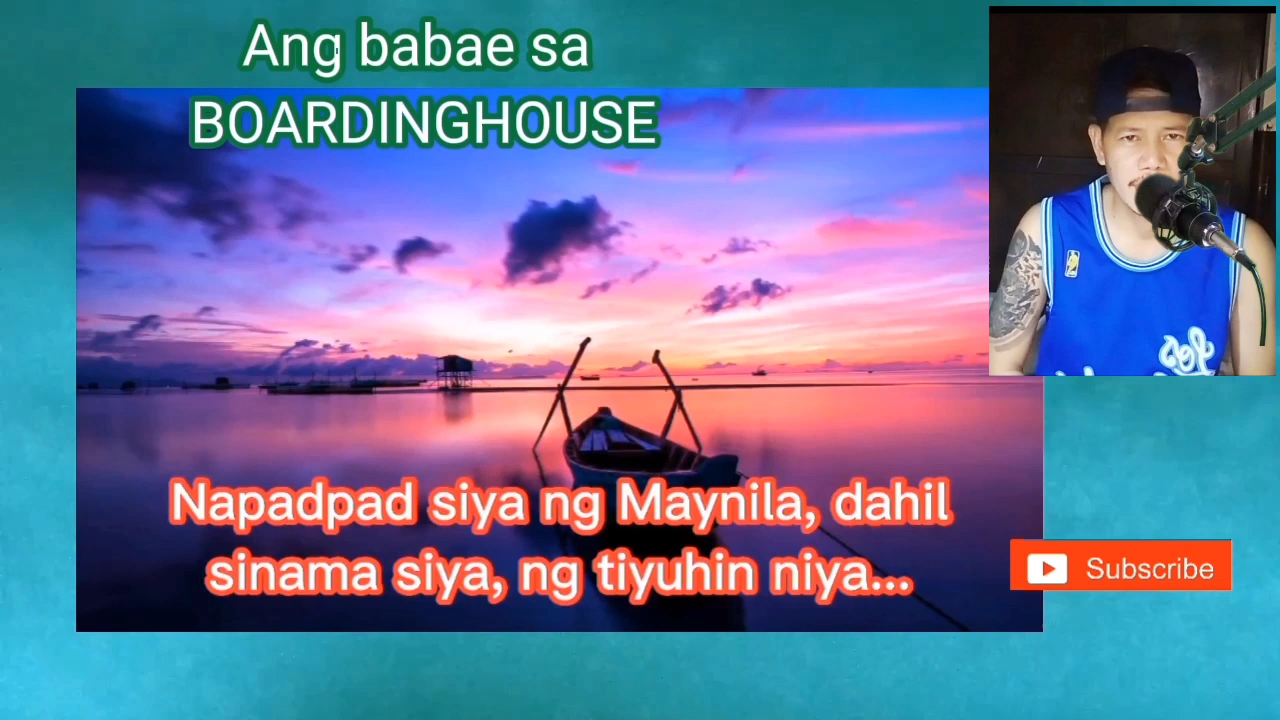 Ang babae sa
BOARDINGHOUSE
Napadpad siya ng Maynila, dahil
sinama siya, ng tiyuhin niya...
Subscribe